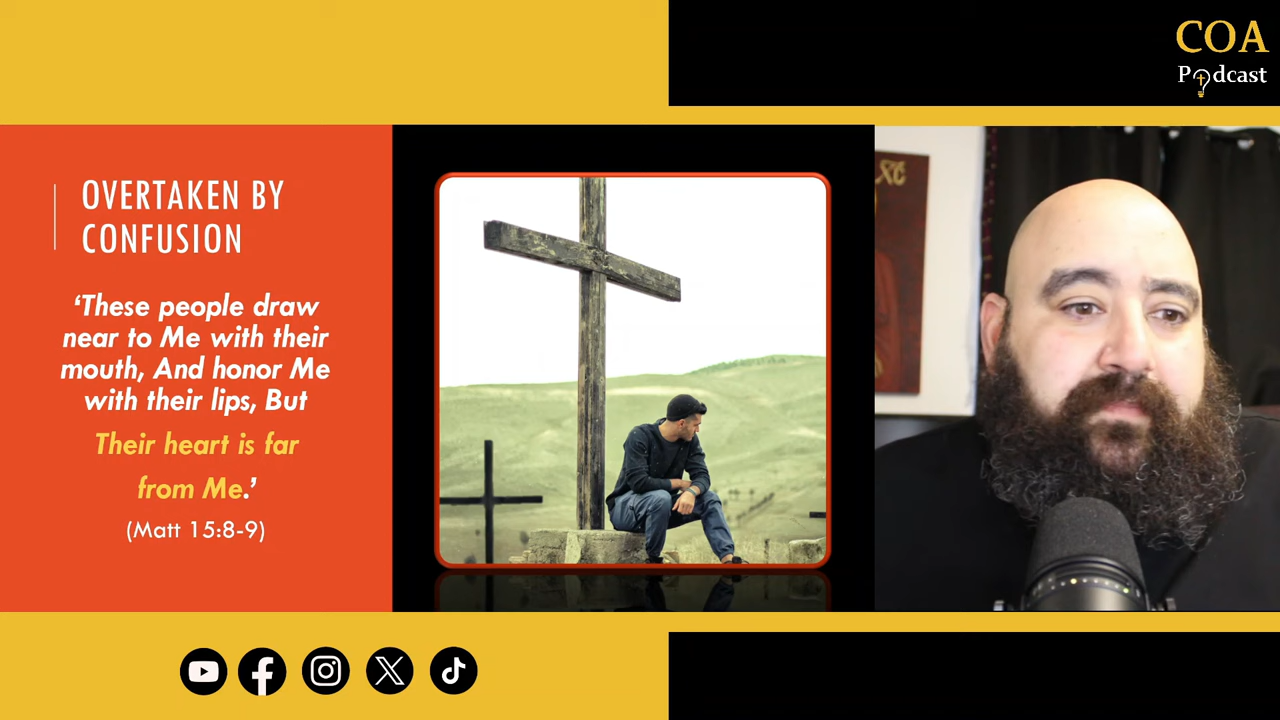 COA
Podcast
OVERTAKEN BY
CONFUSION
‘These people draw
near to Me with their
mouth, And honor Me
with their lips, But
Their heart is far
from Me.’
(Matt 15:8-9)
XC